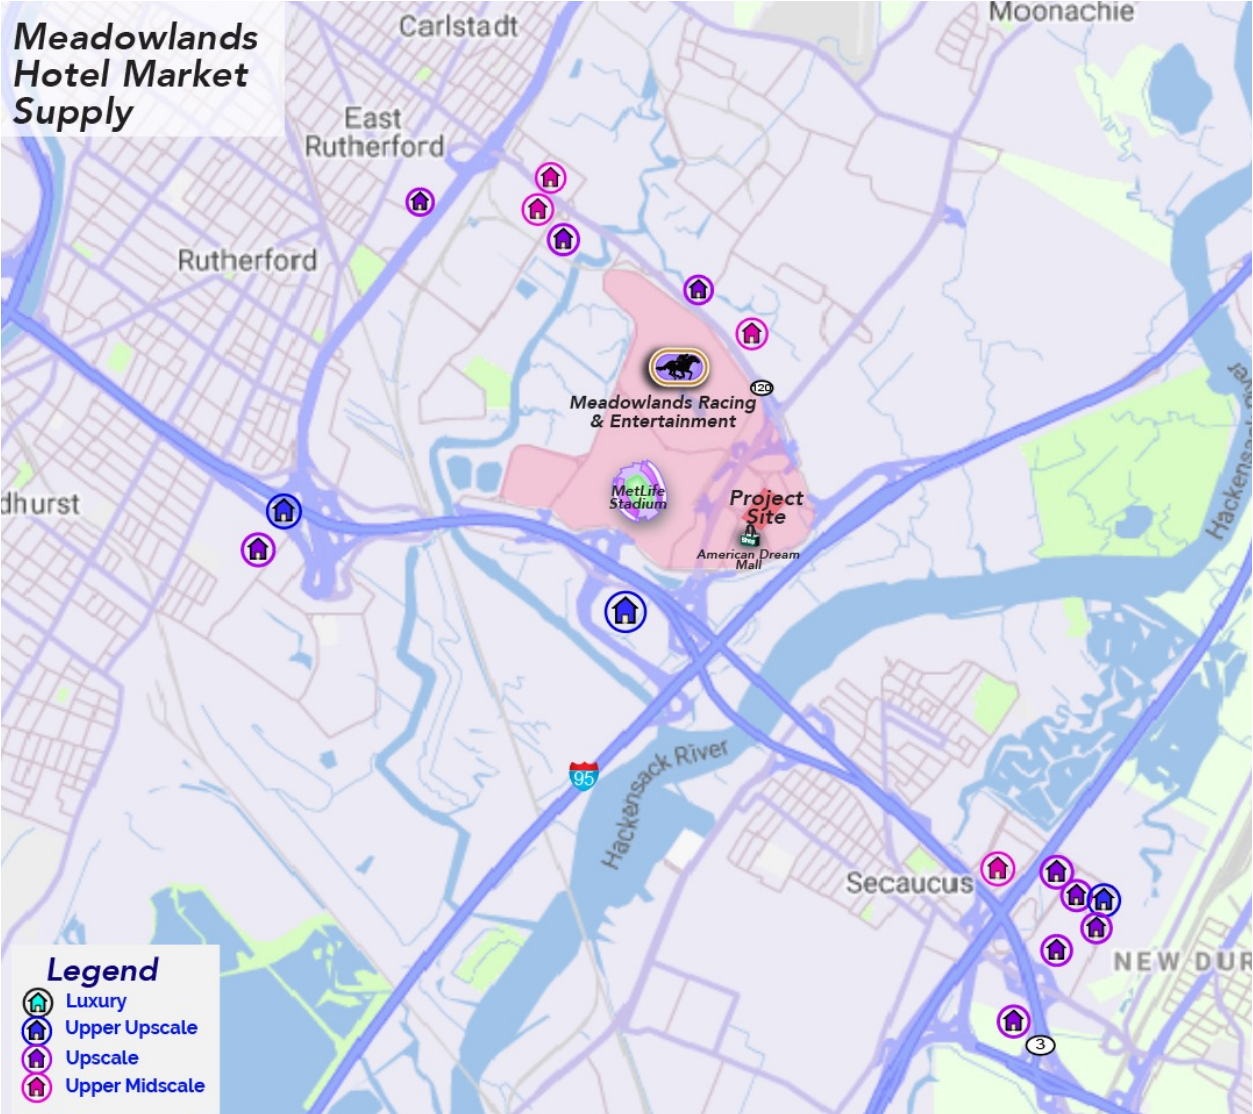 Meadowlands
Hotel Market
Supply
Carlstadt
Moonachie
East
Rutherford
Rutherford
Meadowlands Racing
& Entertainment
120
MetLife
Stadium
Project
Site
Shop
American Dream
Mall
dhurst
Hackensack River
95
Hackensack River
Secaucus
NEW DUR
3
Legend
Luxury
Upper Upscale
Upscale
Upper Midscale